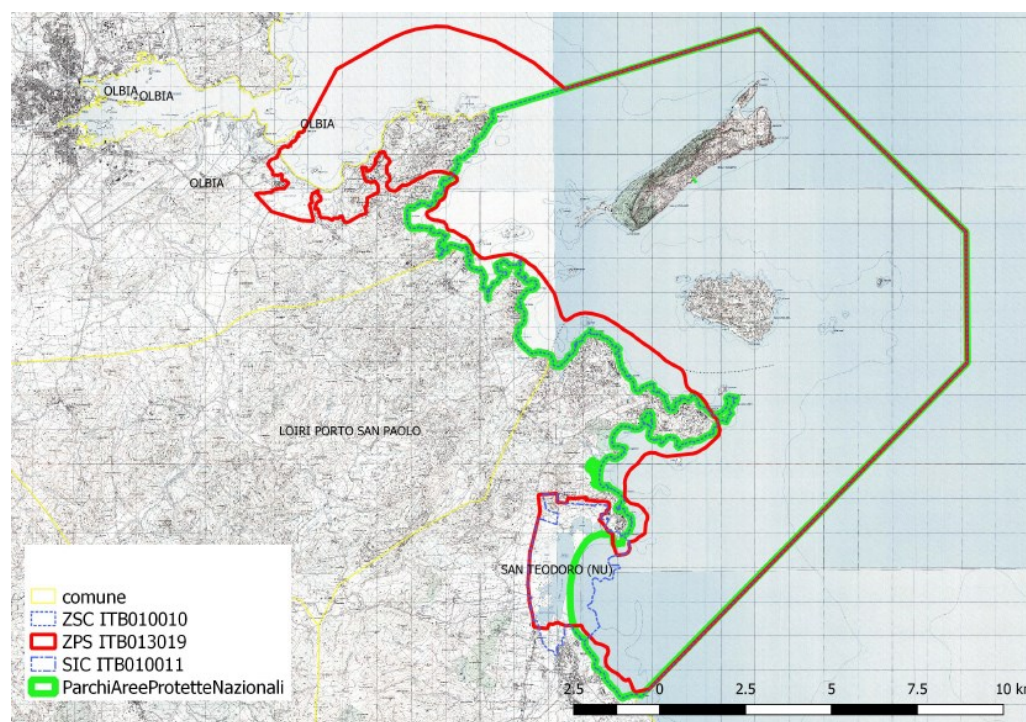 OLBIA
OLBIA
OLBIA
OLBIA
LOIRI PORTO SAN PAOLO
SAN TEODORO (NU)
comune
ZSC ITB010010
ZPS ITB013019
SIC ITB010011
ParchiAreeProtetteNazionali
2.5 0 2.5 5 7.5 10 km